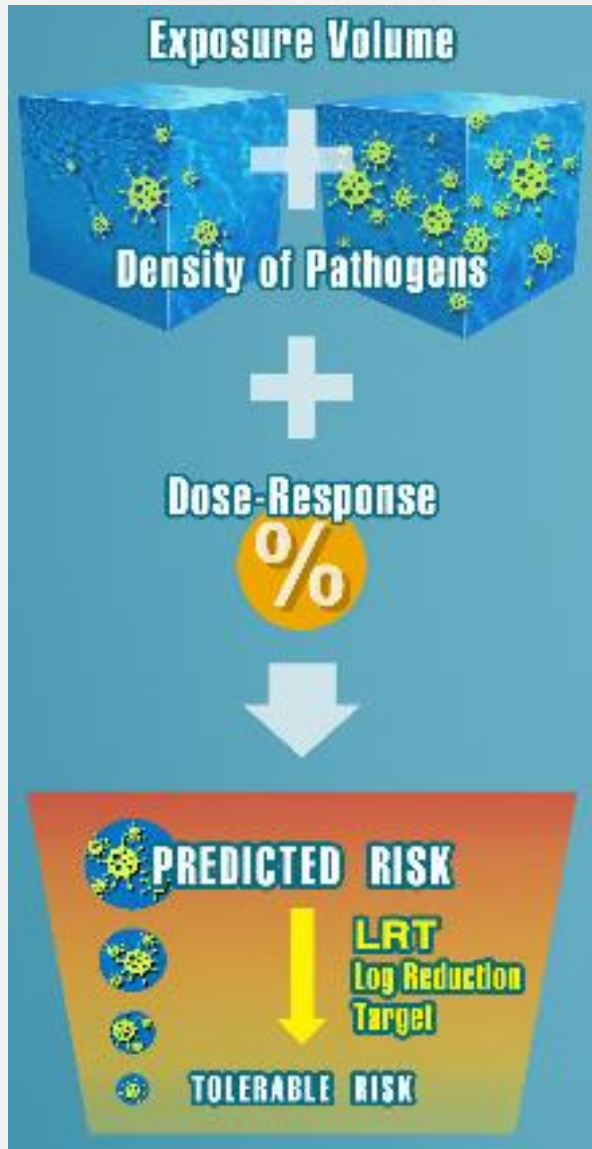 Exposure Volume
+
Density of Pathogens
+
Dose-Response
%
PREDICTED RISK
LRT
Log Reduction
Target
TOLERABLE RISK